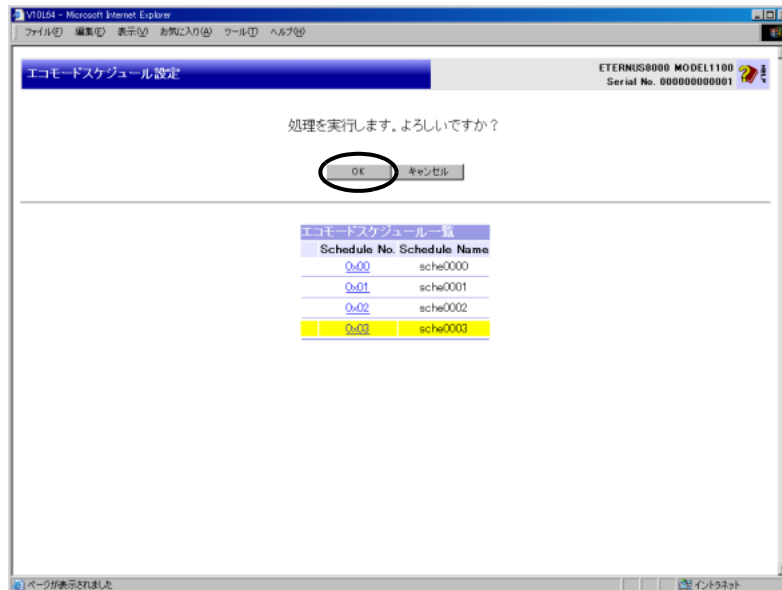 V10L64 - Microsoft Internet Explorer
ファイル(F) 編集(E) 表示(V) お気に入り(A) ツール(T) ヘルプ(H)
エコモードスケジュール設定
ETERNUS8000 MODEL1100
Serial No. 000000000001
HELP
処理を実行します。よろしいですか？
OK キャンセル
エコモードスケジュール一覧
Schedule No. Schedule Name
0x00 sche0000
0x01 sche0001
0x02 sche0002
0x03 sche0003
ページが表示されました
イントラネット